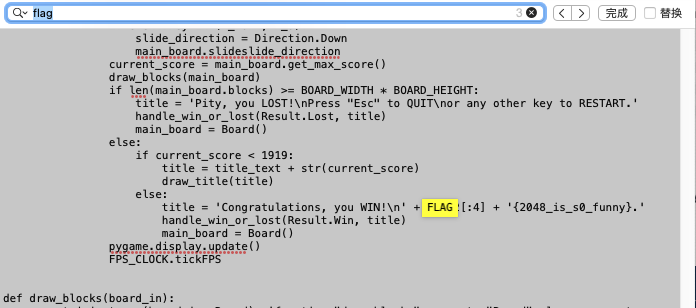 flag
3
完成
替换
slide_direction = Direction.Down
main_board.slideslide_direction
current_score = main_board.get_max_score()
draw_blocks(main_board)
if len(main_board.blocks) >= BOARD_WIDTH * BOARD_HEIGHT:
title = 'Pity, you LOST!\nPress "Esc" to QUIT\nor any other key to RESTART.'
handle_win_or_lost(Result.Lost, title)
main_board = Board()
else:
if current_score < 1919:
title = title_text + str(current_score)
draw_title(title)
else:
title = 'Congratulations, you WIN!\n' + FLAG[:4] + '{2048_is_s0_funny}.'
handle_win_or_lost(Result.Win, title)
main_board = Board()
pygame.display.update()
FPS_CLOCK.tickFPS
def draw_blocks(board_in):